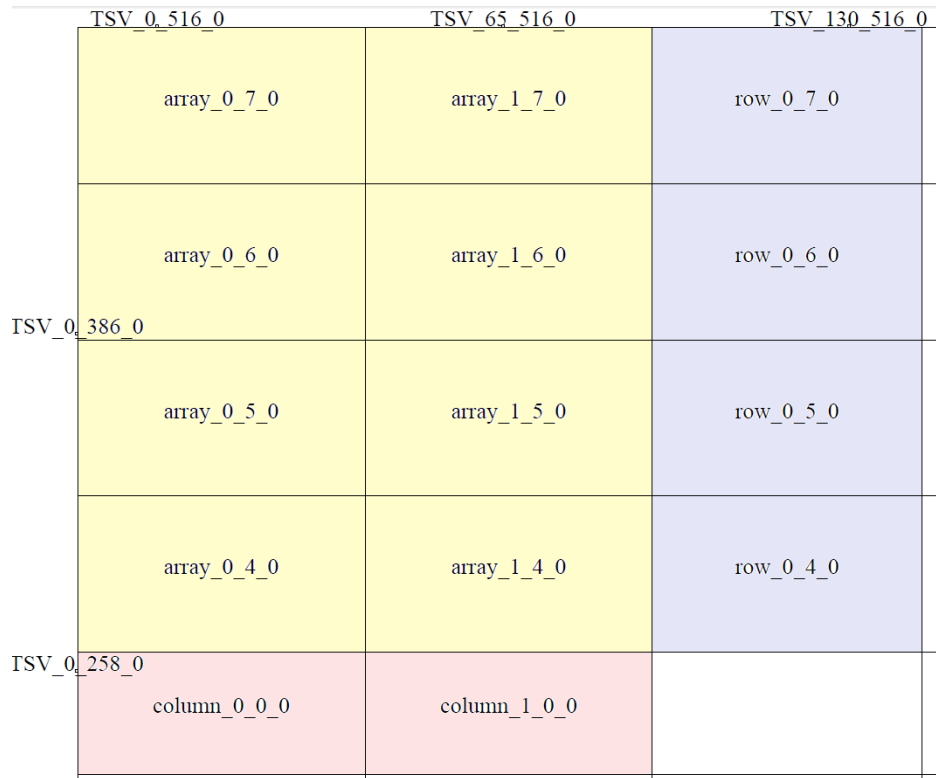 TSV_0_516_0 TSV_65_516_0 TSV_130_516_0
array_0_7_0 array_1_7_0 row_0_7_0
array_0_6_0 array_1_6_0 row_0_6_0
TSV_0_386_0
array_0_5_0 array_1_5_0 row_0_5_0
array_0_4_0 array_1_4_0 row_0_4_0
TSV_0_258_0
column_0_0_0 column_1_0_0